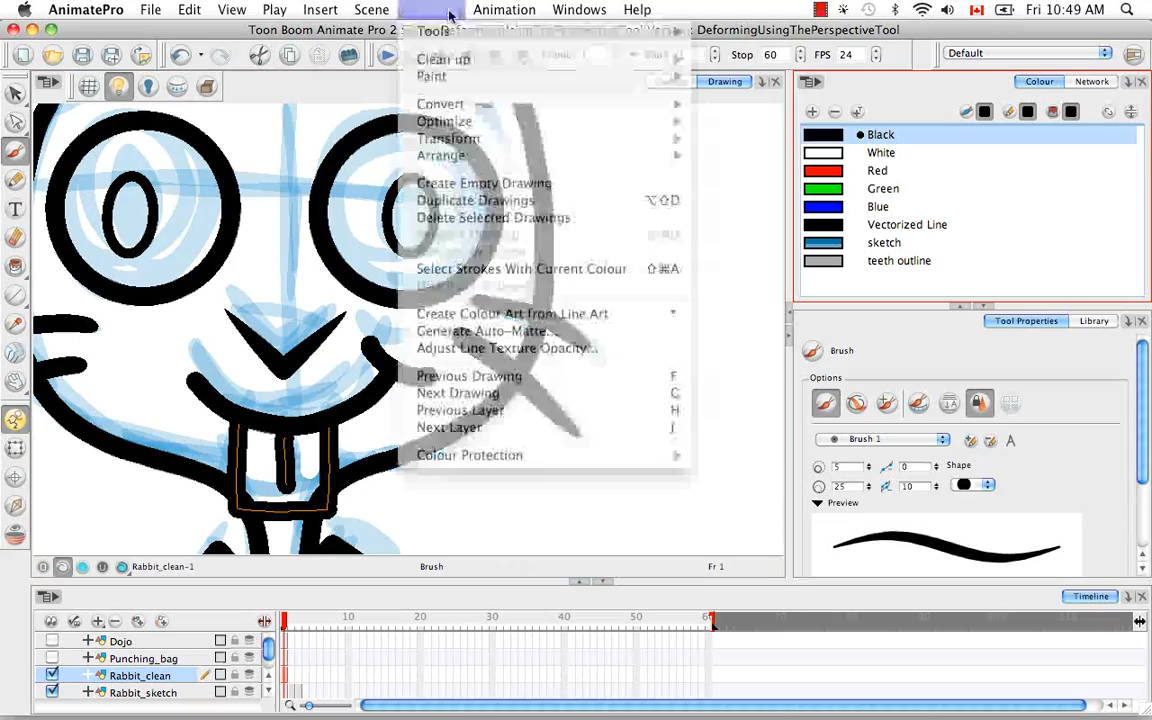 AnimatePro File Edit View Play Insert Scene Animation Windows Help Fri 10:49 AM
Toon Boom Animate Pro 2 DeformingUsingThePerspectiveTool
Stop 60 FPS 24 Default
Drawing Colour Network
Tools
Clean up
Paint
Convert
Optimize
Transform
Arrange
Create Empty Drawing
Duplicate Drawings ⌥⇧D
Delete Selected Drawings
Select Strokes With Current Colour ⇧⌘A
Create Colour Art from Line Art *
Generate Auto-Matte...
Adjust Line Texture Opacity...
Previous Drawing F
Next Drawing G
Previous Layer H
Next Layer J
Colour Protection
Black
White
Red
Green
Blue
Vectorized Line
sketch
teeth outline
Tool Properties Library
Brush
Options
Brush 1
5 0 Shape
25 10
Preview
Rabbit_clean-1 Brush Fr 1
Timeline
10 20 30 40 50 60
Dojo
Punching_bag
Rabbit_clean
Rabbit_sketch